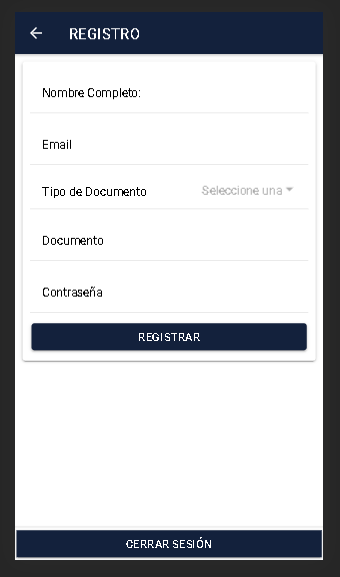 REGISTRO
Nombre Completo:
Email
Tipo de Documento Seleccione una
Documento
Contraseña
REGISTRAR
CERRAR SESIÓN